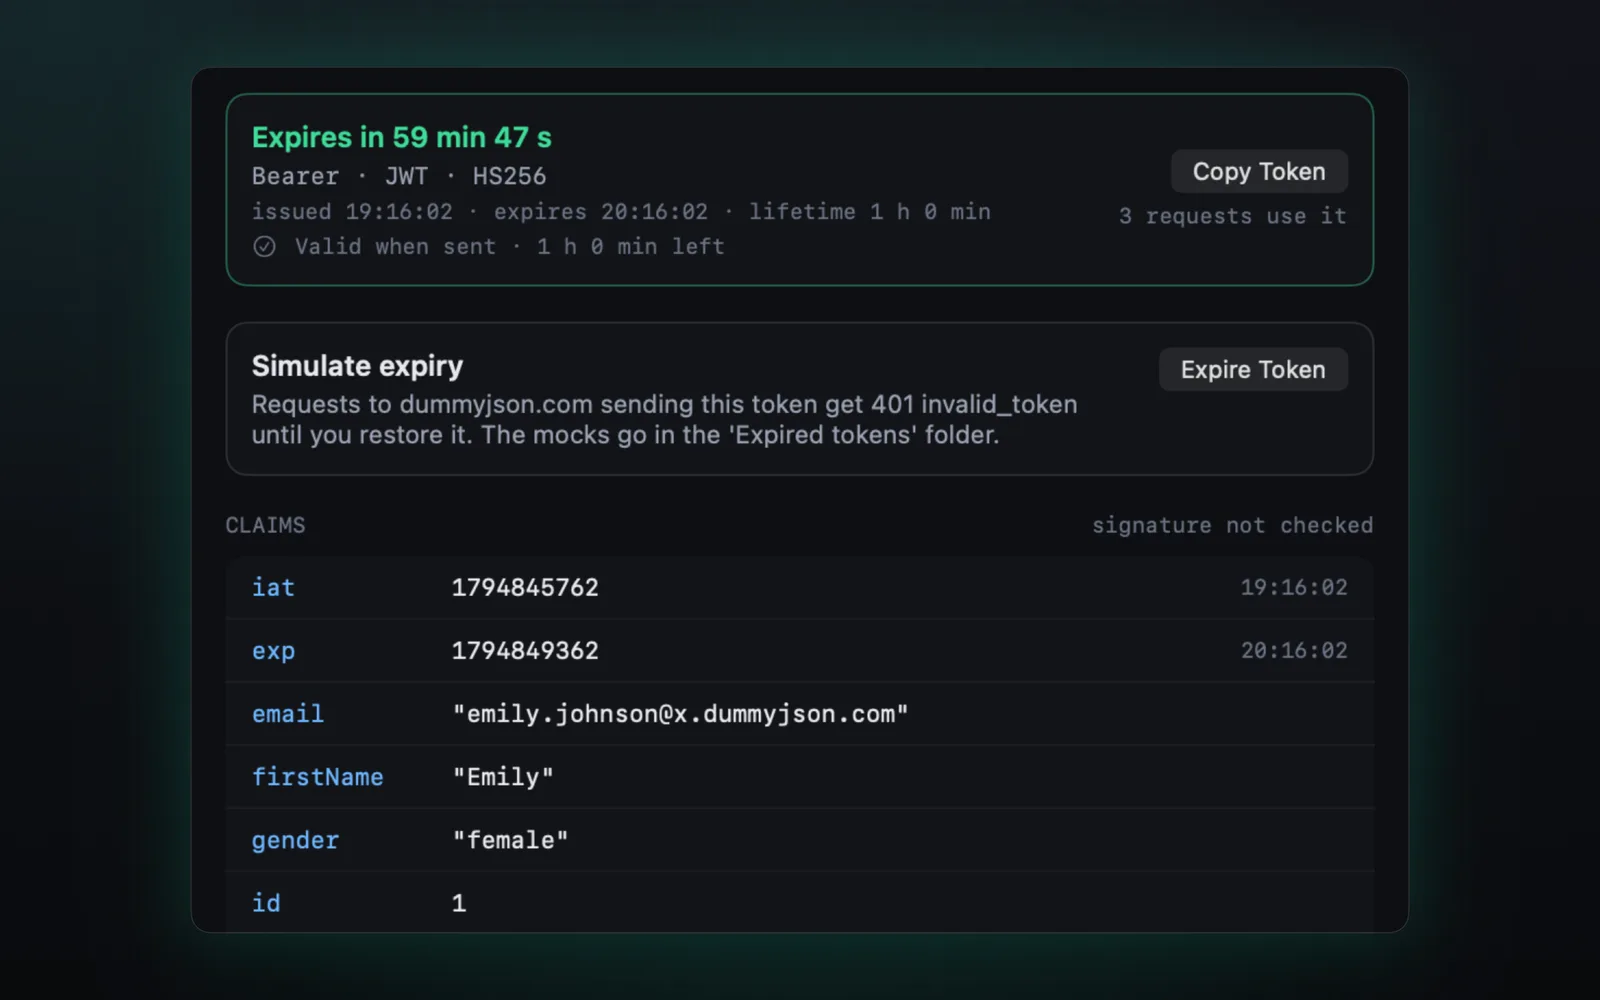 Expires in 59 min 47 s
Bearer · JWT · HS256
issued 19:16:02 · expires 20:16:02 · lifetime 1 h 0 min
Valid when sent · 1 h 0 min left
Copy Token
3 requests use it
Simulate expiry
Requests to dummyjson.com sending this token get 401 invalid_token
until you restore it. The mocks go in the 'Expired tokens' folder.
Expire Token
CLAIMS signature not checked
iat 1794845762 19:16:02
exp 1794849362 20:16:02
email "emily.johnson@x.dummyjson.com"
firstName "Emily"
gender "female"
id 1